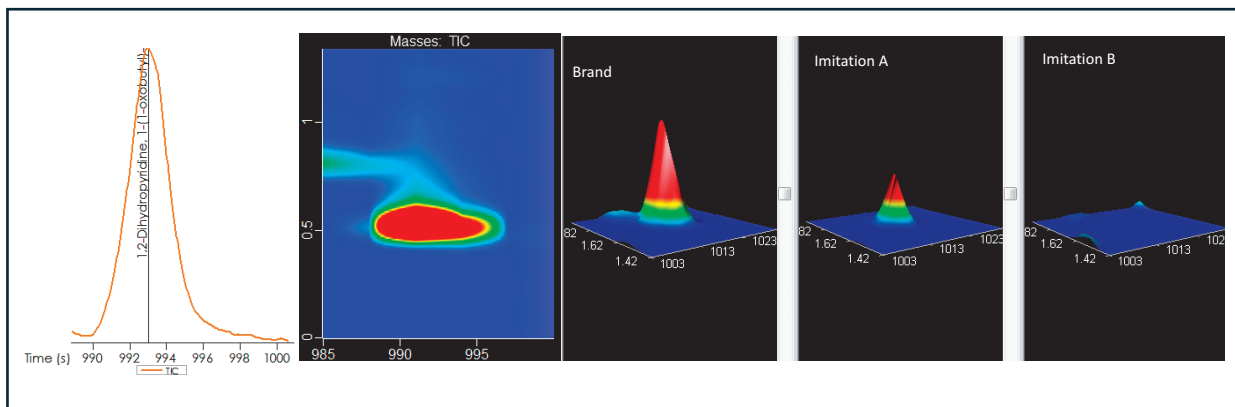 1,2-Dihydropyridine, 1-(1-oxobutyl)-
Time (s) 990 992 994 996 998 1000
TIC
Masses: TIC
1
0.5
0
985 990 995
Brand
82
1.62
1.42
1003
1013
1023
Imitation A
82
1.62
1.42
1003
1013
1023
Imitation B
82
1.62
1.42
1003
1013
102